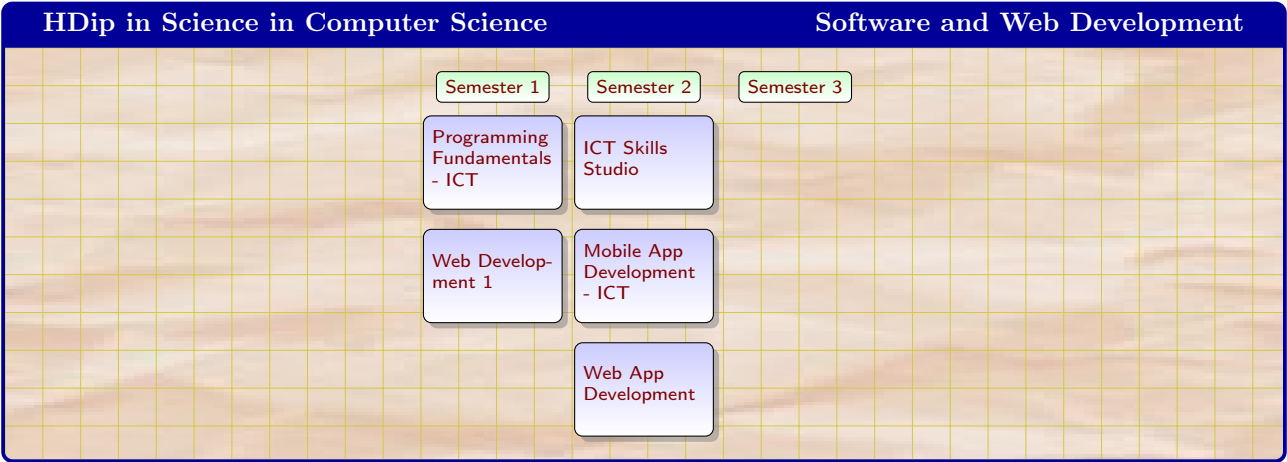 HDip in Science in Computer Science
Software and Web Development
Semester 1
Semester 2
Semester 3
Programming
Fundamentals
- ICT
ICT Skills
Studio
Web Develop-
ment 1
Mobile App
Development
- ICT
Web App
Development